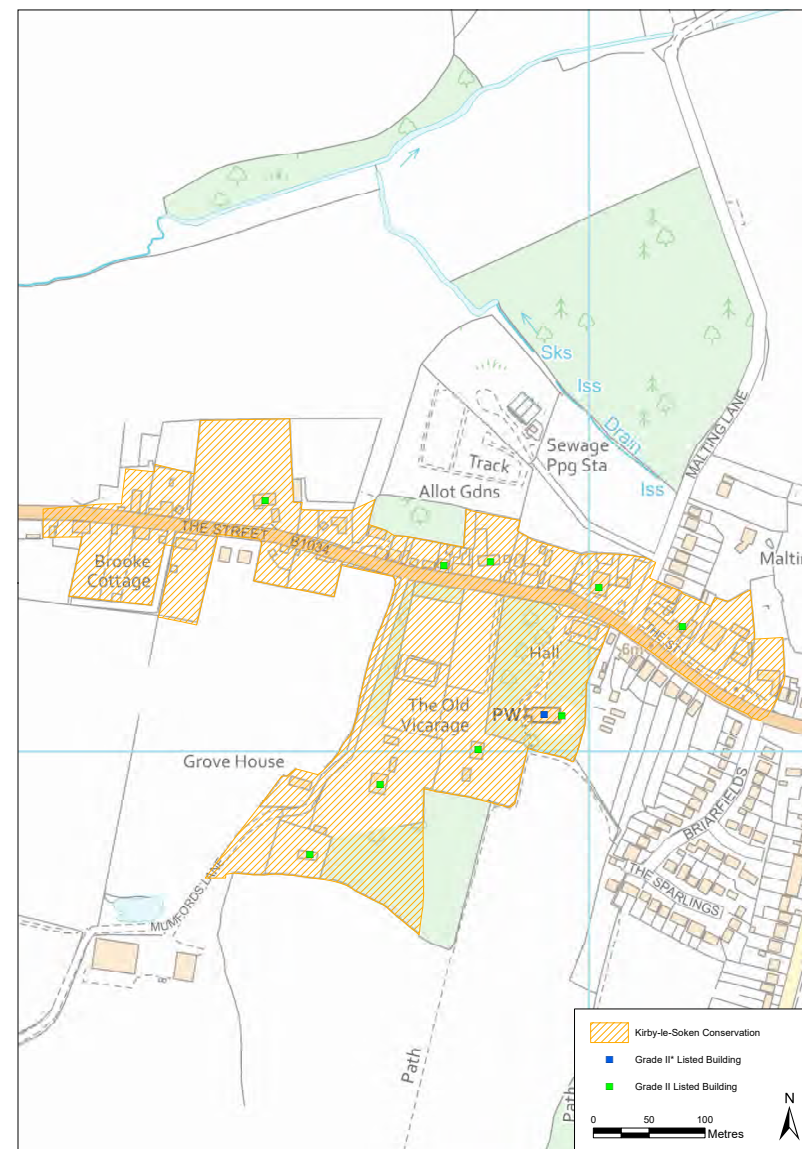 Sks
Iss
Drain
Iss
MALTING LANE
Sewage
Ppg Sta
Track
Allot Gdns
THE STREET
B1034
Brooke
Cottage
Maltin
THE ST
6m
Hall
The Old
Vicarage
PW
Grove House
BRIARFIELDS
THE SPARLINGS
MUMFORDS LANE
Path
Path
Kirby-le-Soken Conservation
Grade II* Listed Building
Grade II Listed Building
N
0 50 100
Metres